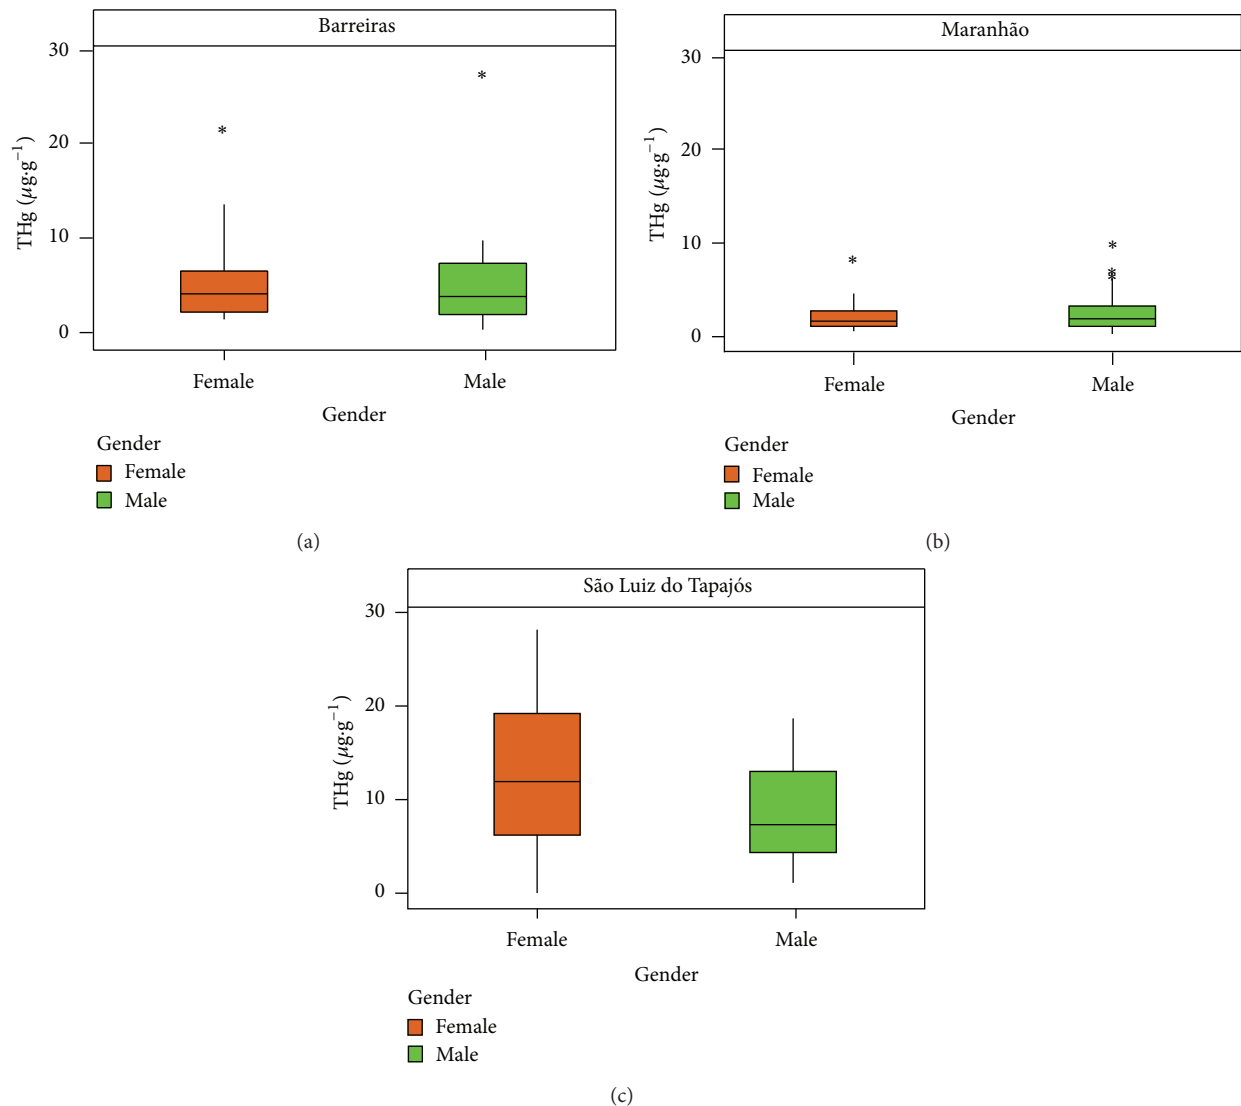 Barreiras
30
20
10
0
THg (μg·g⁻¹)
*
*
Female
Male
Gender
Gender
Female
Male
(a)
Maranhão
30
20
10
0
THg (μg·g⁻¹)
*
*
*
*
Female
Male
Gender
Gender
Female
Male
(b)
São Luiz do Tapajós
30
20
10
0
THg (μg·g⁻¹)
Female
Male
Gender
Gender
Female
Male
(c)